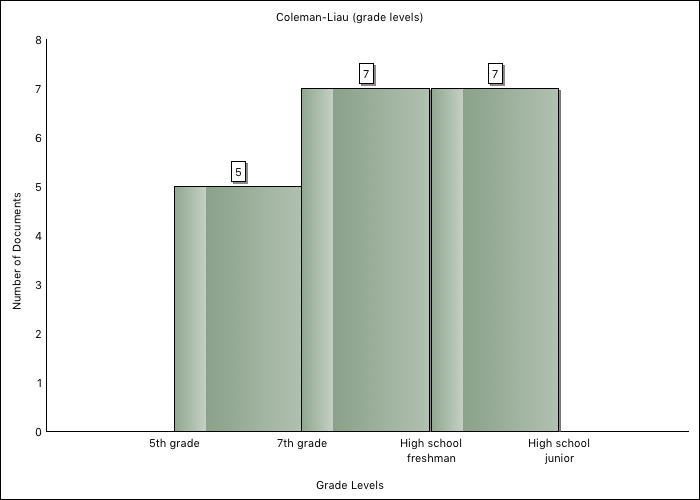 Coleman-Liau (grade levels)
8
7
6
5
4
3
2
1
0
Number of Documents
5
7
7
5th grade
7th grade
High school
freshman
High school
junior
Grade Levels